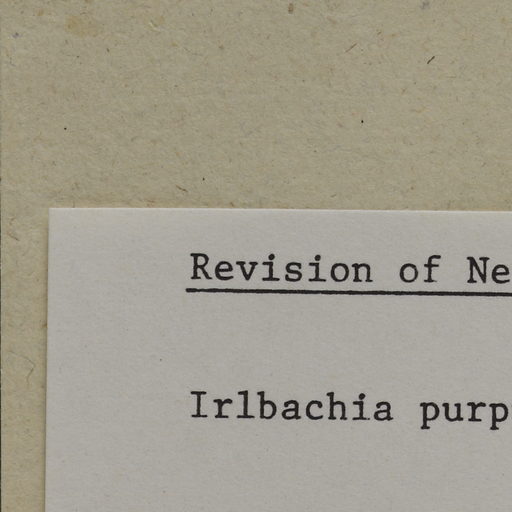 Revision of Ne
Irlbachia purp